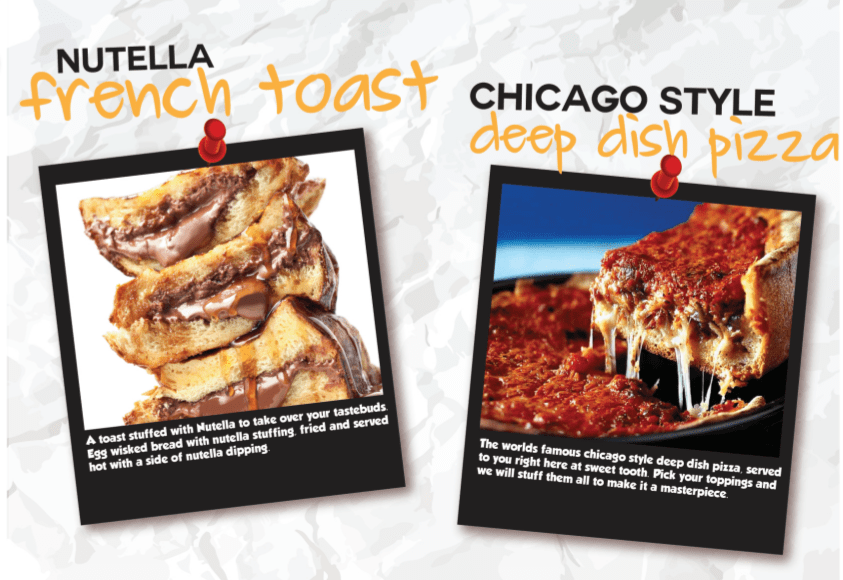 NUTELLA
french toast
A toast stuffed with Nutella to take over your tastebuds.
Egg wisked bread with nutella stuffing, fried and served
hot with a side of nutella dipping.
CHICAGO STYLE
deep dish pizza
The worlds famous chicago style deep dish pizza, served
to you right here at sweet tooth. Pick your toppings and
we will stuff them all to make it a masterpiece.